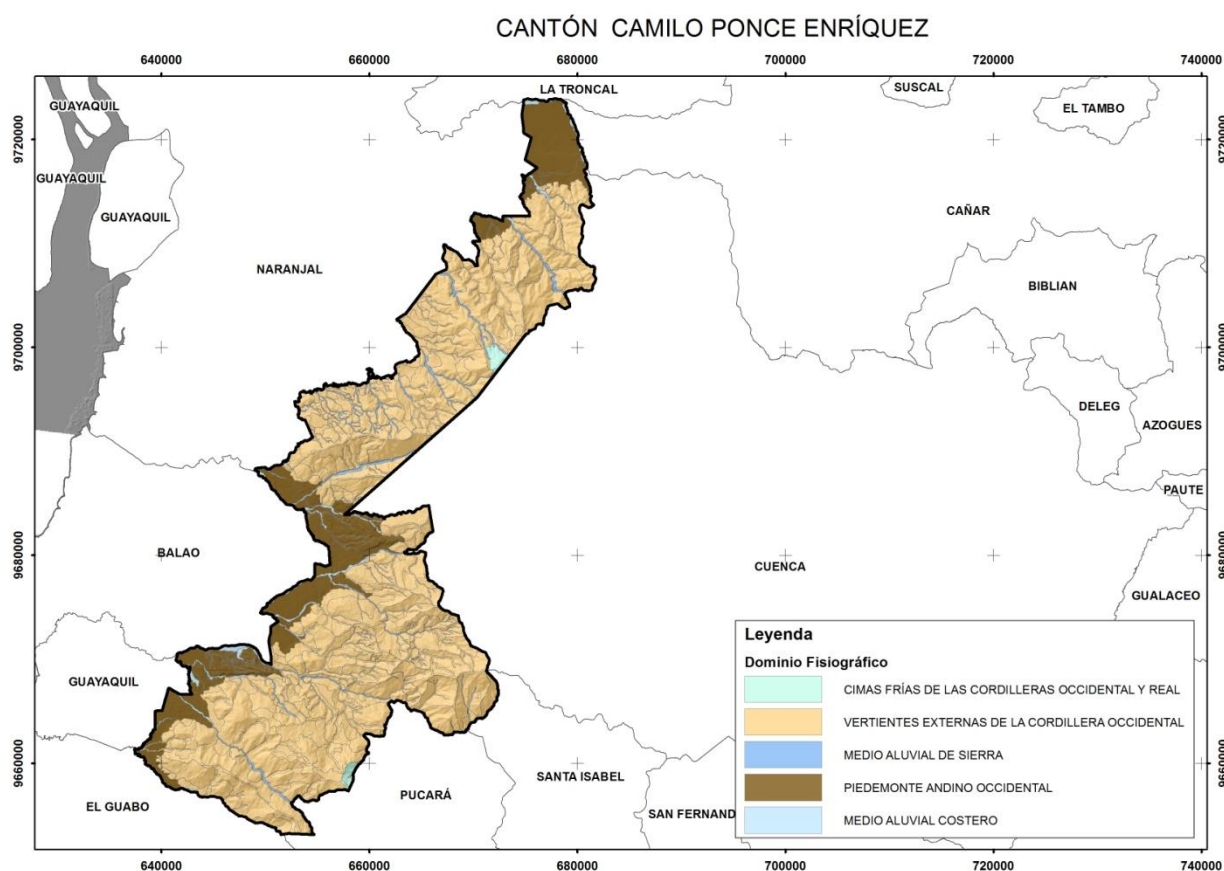 CANTÓN CAMILO PONCE ENRÍQUEZ
640000 660000 680000 700000 720000 740000
LA TRONCAL
SUSCAL
GUAYAQUIL
EL TAMBO
9720000
9720000
GUAYAQUIL
GUAYAQUIL
CAÑAR
NARANJAL
BIBLIAN
9700000
9700000
DELEG
AZOGUES
PAUTE
BALAO
9680000
9680000
CUENCA
GUALACEO
GUAYAQUIL
9660000
9660000
EL GUABO
PUCARÁ
SANTA ISABEL
SAN FERNAND
Leyenda
Dominio Fisiográfico
CIMAS FRÍAS DE LAS CORDILLERAS OCCIDENTAL Y REAL
VERTIENTES EXTERNAS DE LA CORDILLERA OCCIDENTAL
MEDIO ALUVIAL DE SIERRA
PIEDEMONTE ANDINO OCCIDENTAL
MEDIO ALUVIAL COSTERO
640000 660000 680000 700000 720000 740000